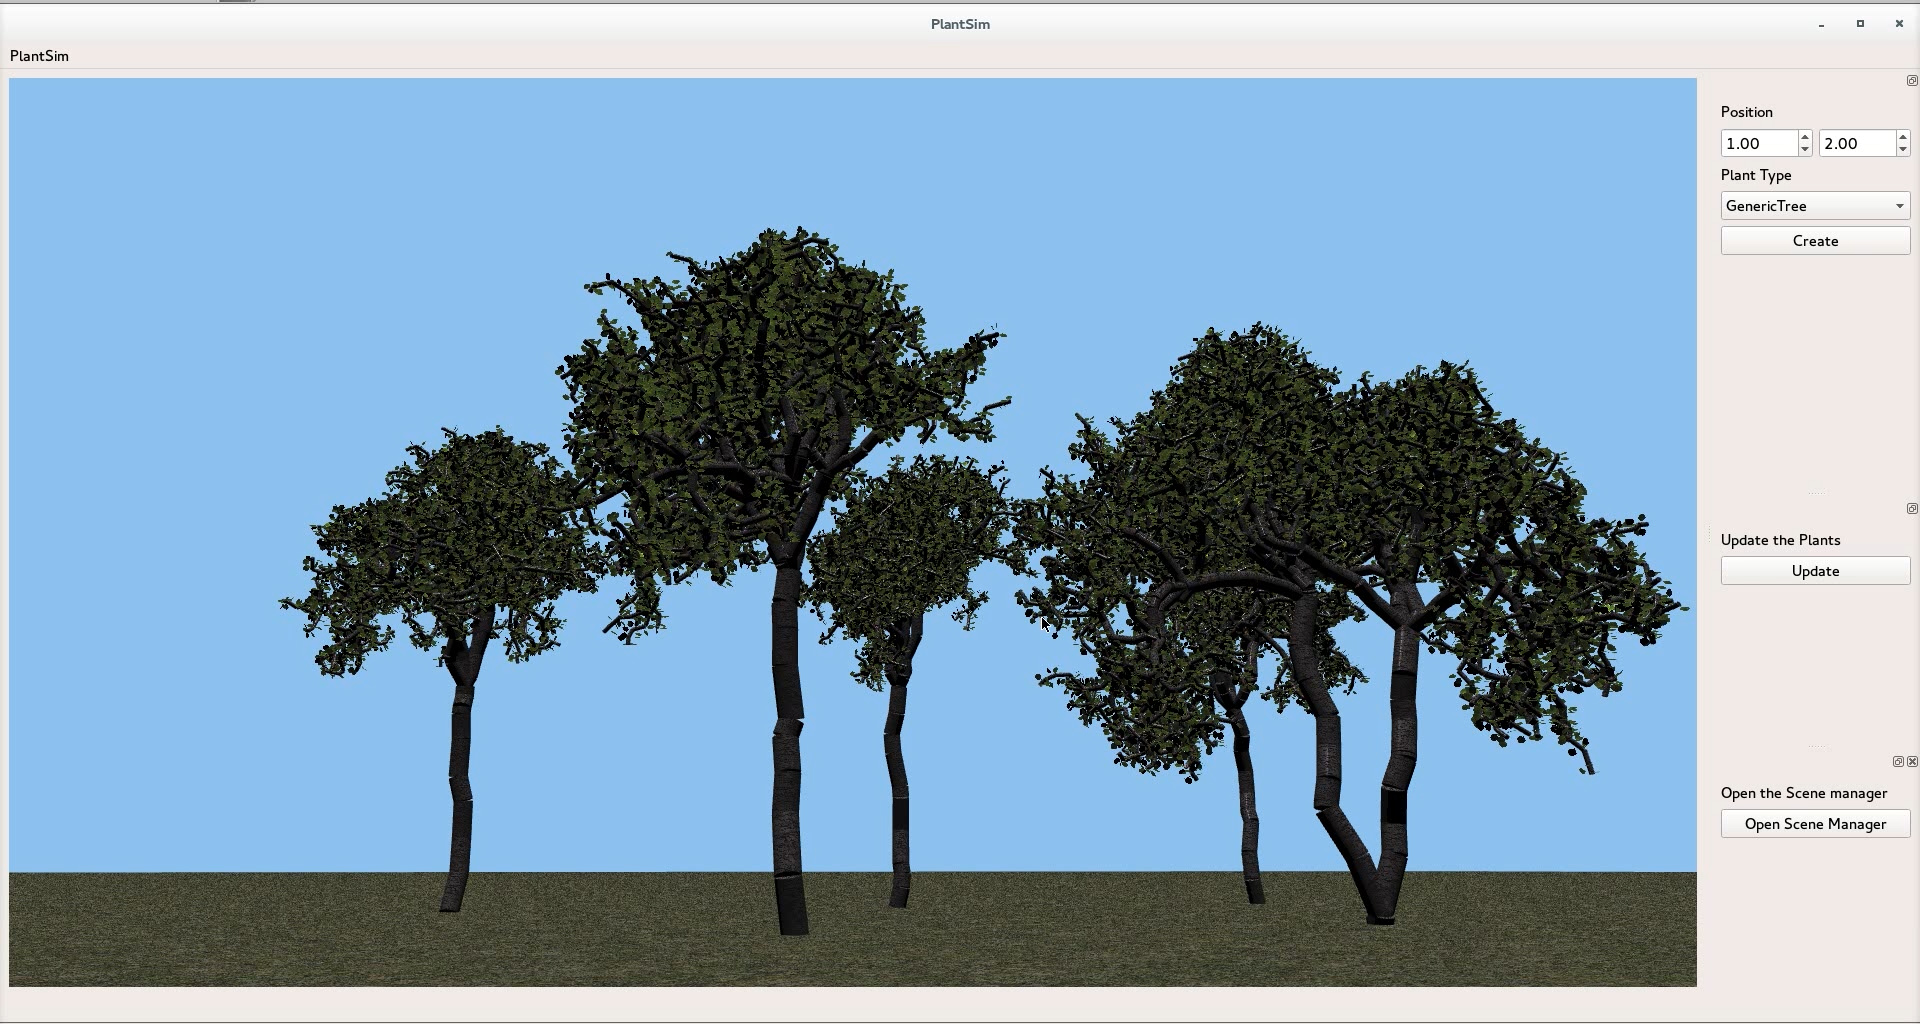 PlantSim
PlantSim
Position
1.00 2.00
Plant Type
GenericTree
Create
Update the Plants
Update
Open the Scene manager
Open Scene Manager